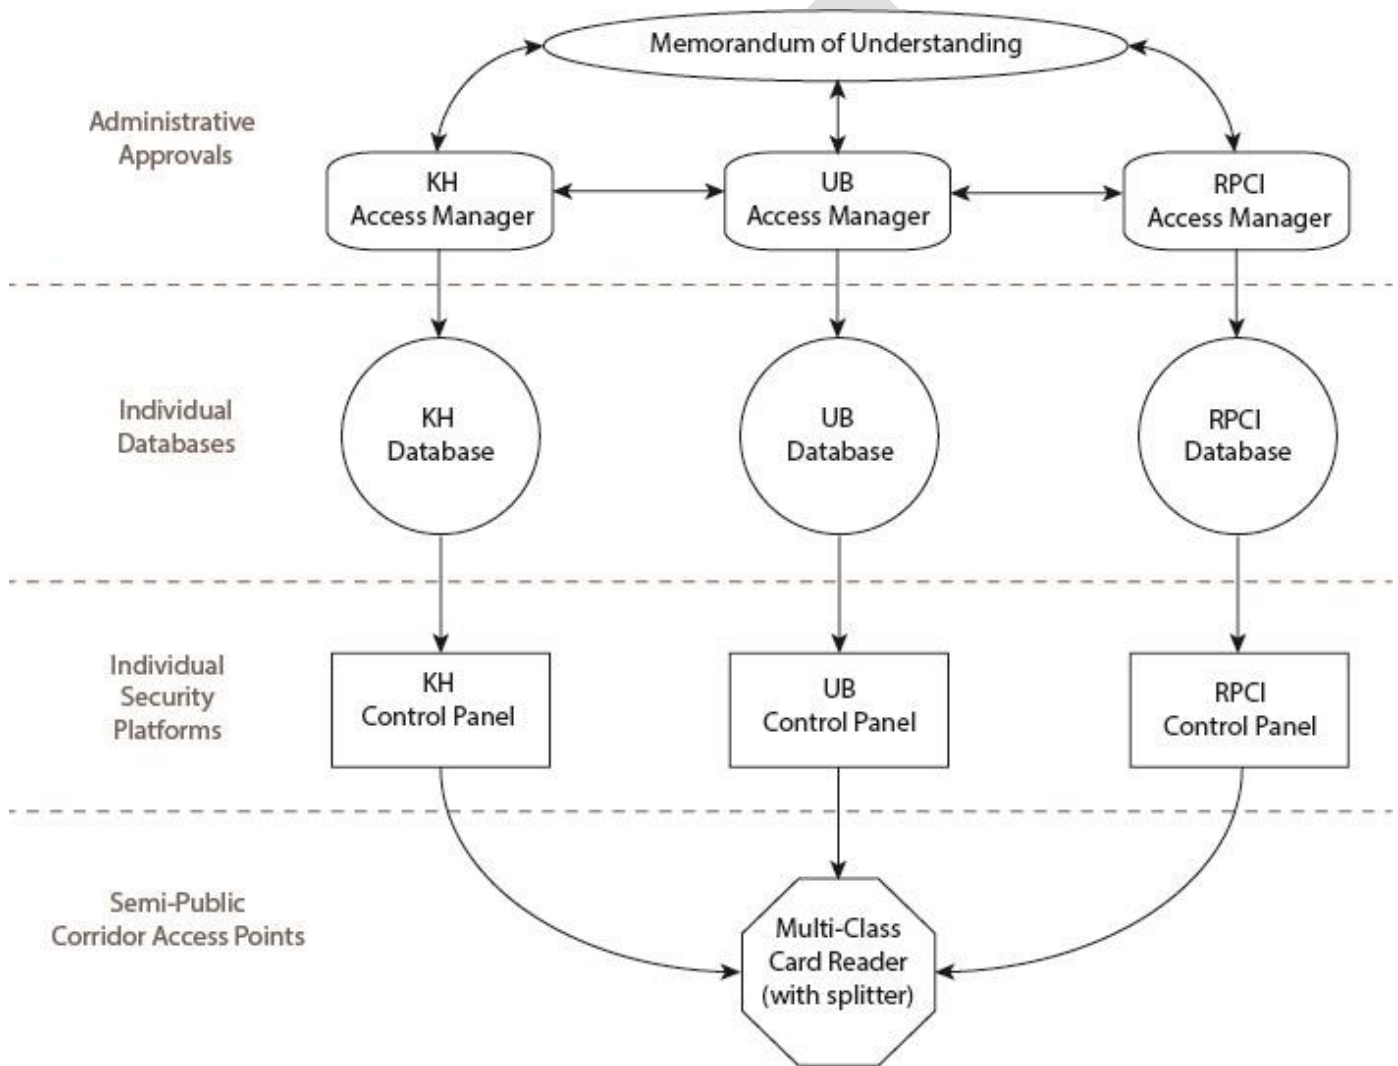 Memorandum of Understanding
Administrative
Approvals
KH
Access Manager
UB
Access Manager
RPCI
Access Manager
Individual
Databases
KH
Database
UB
Database
RPCI
Database
Individual
Security
Platforms
KH
Control Panel
UB
Control Panel
RPCI
Control Panel
Semi-Public
Corridor Access Points
Multi-Class
Card Reader
(with splitter)